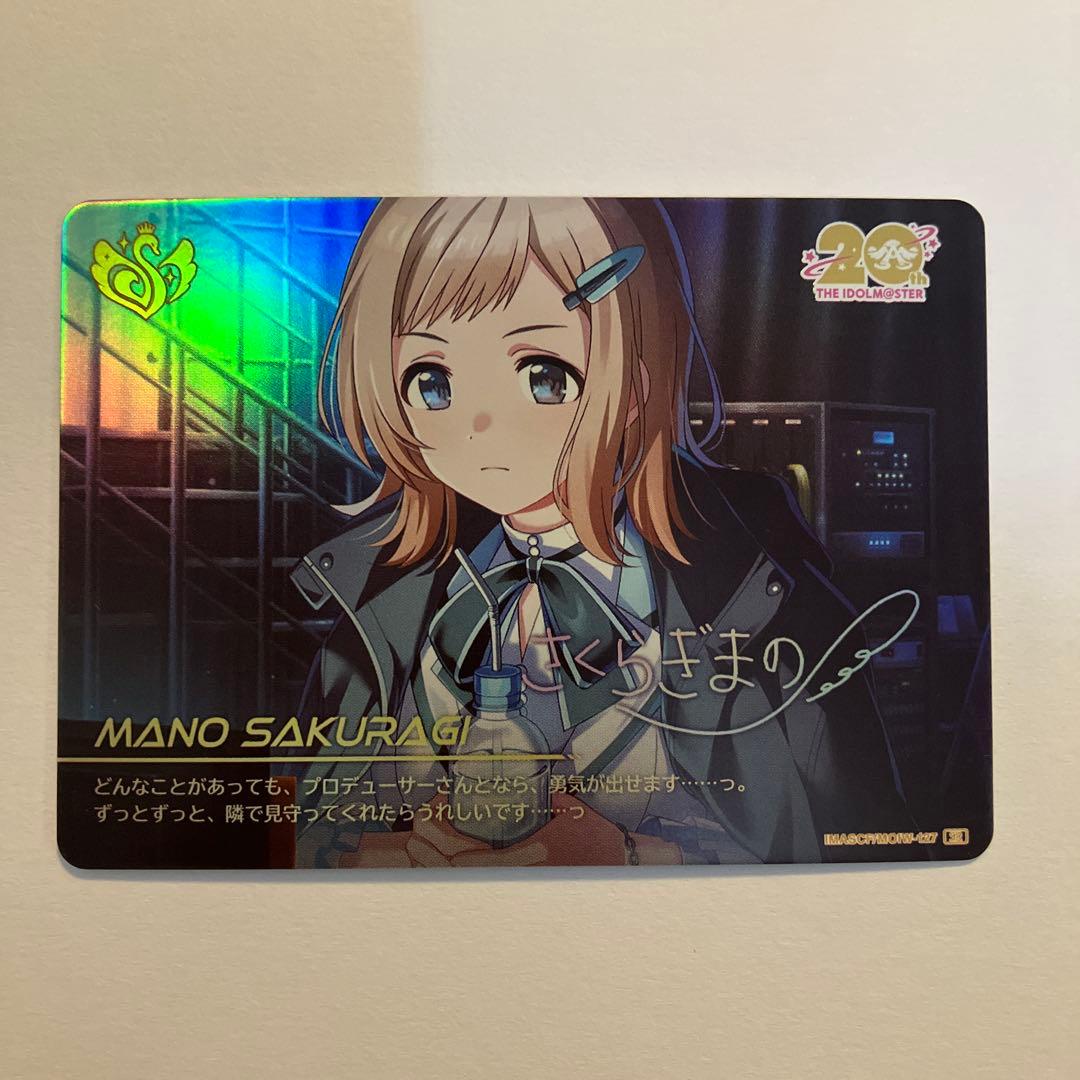 20th
THE IDOLM@STER
さくらぎまの
MANO SAKURAGI
どんなことがあっても、プロデューサーさんとなら、勇気が出せます……っ。
ずっとずっと、隣で見守ってくれたらうれしいです……っ
IMASCF/MOIW-127